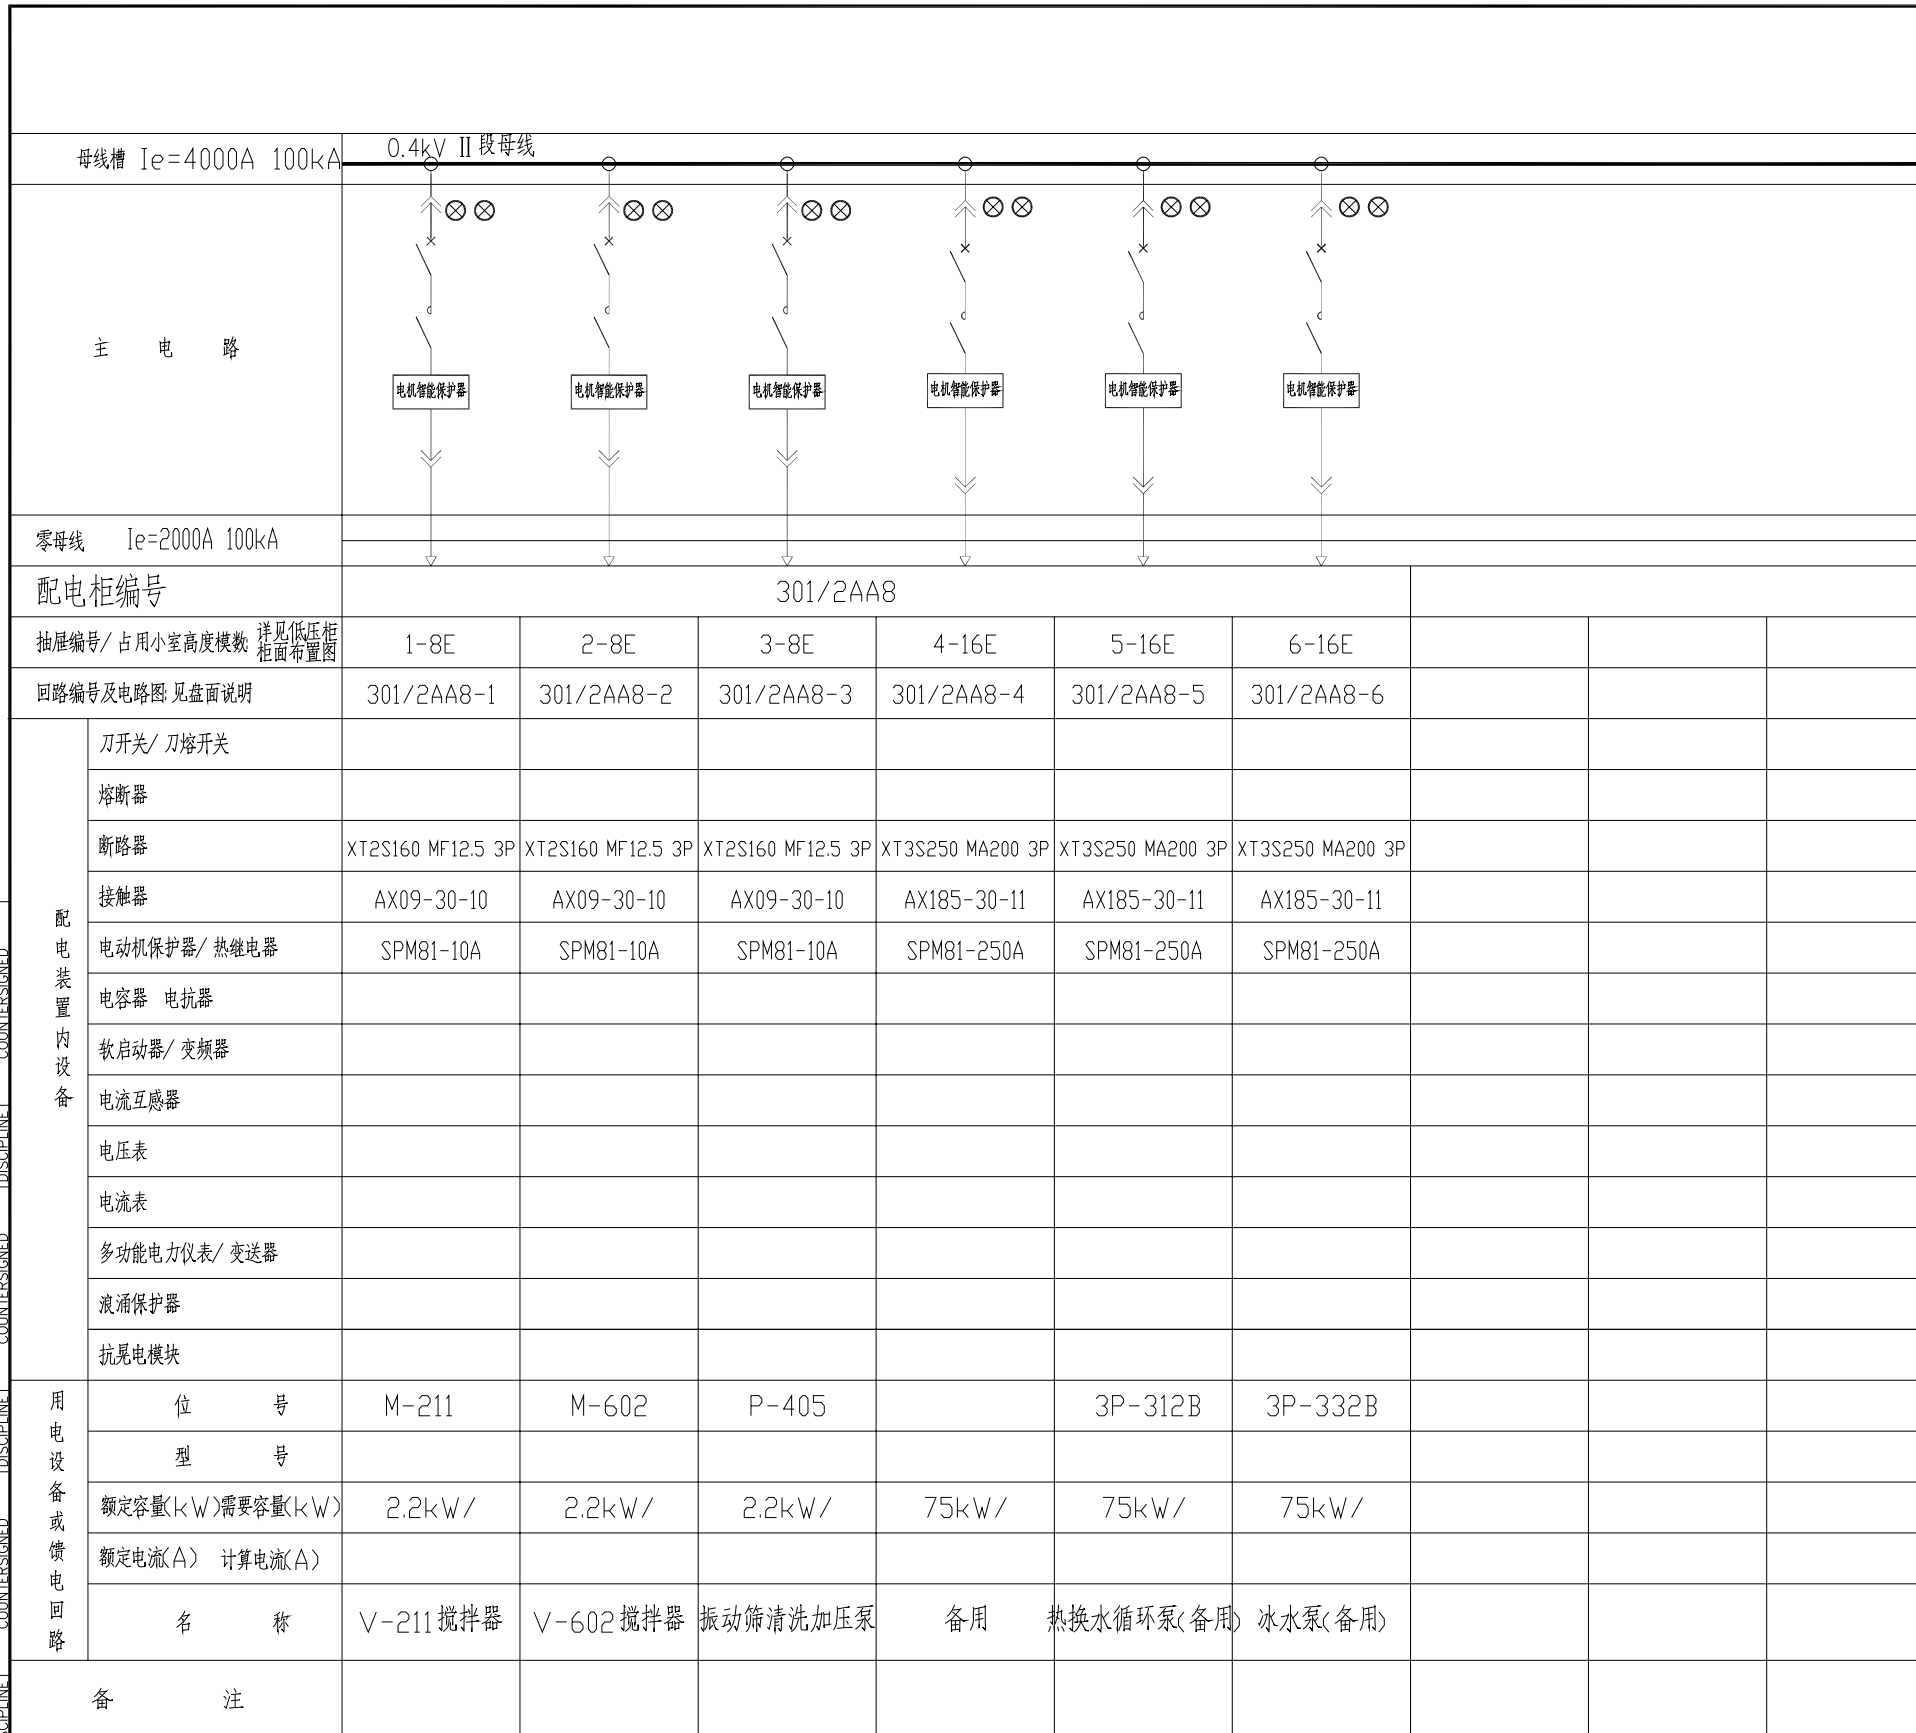 母线槽 Ie=4000A 100kA
0.4kV Ⅱ段母线
主 电 路
电机智能保护器 电机智能保护器 电机智能保护器 电机智能保护器 电机智能保护器 电机智能保护器
零母线 Ie=2000A 100kA
配电柜编号 301/2AA8
抽屉编号/占用小室高度模数: 详见低压柜
柜面布置图
1-8E 2-8E 3-8E 4-16E 5-16E 6-16E
回路编号及电路图:见盘面说明 301/2AA8-1 301/2AA8-2 301/2AA8-3 301/2AA8-4 301/2AA8-5 301/2AA8-6
配电装置内设备
刀开关/刀熔开关
熔断器
断路器 XT2S160 MF12.5 3P XT2S160 MF12.5 3P XT2S160 MF12.5 3P XT3S250 MA200 3P XT3S250 MA200 3P XT3S250 MA200 3P
接触器 AX09-30-10 AX09-30-10 AX09-30-10 AX185-30-11 AX185-30-11 AX185-30-11
电动机保护器/热继电器 SPM81-10A SPM81-10A SPM81-10A SPM81-250A SPM81-250A SPM81-250A
电容器 电抗器
软启动器/变频器
电流互感器
电压表
电流表
多功能电力仪表/变送器
浪涌保护器
抗晃电模块
用电设备或馈电回路
位 号 M-211 M-602 P-405 3P-312B 3P-332B
型 号
额定容量(kW)需要容量(kW) 2.2kW/ 2.2kW/ 2.2kW/ 75kW/ 75kW/ 75kW/
额定电流(A) 计算电流(A)
名 称 V-211搅拌器 V-602搅拌器 振动筛清洗加压泵 备用 热换水循环泵(备用) 冰水泵(备用)
备 注
COUNTERSIGNED
DISCIPLINE
COUNTERSIGNED
DISCIPLINE
COUNTERSIGNED